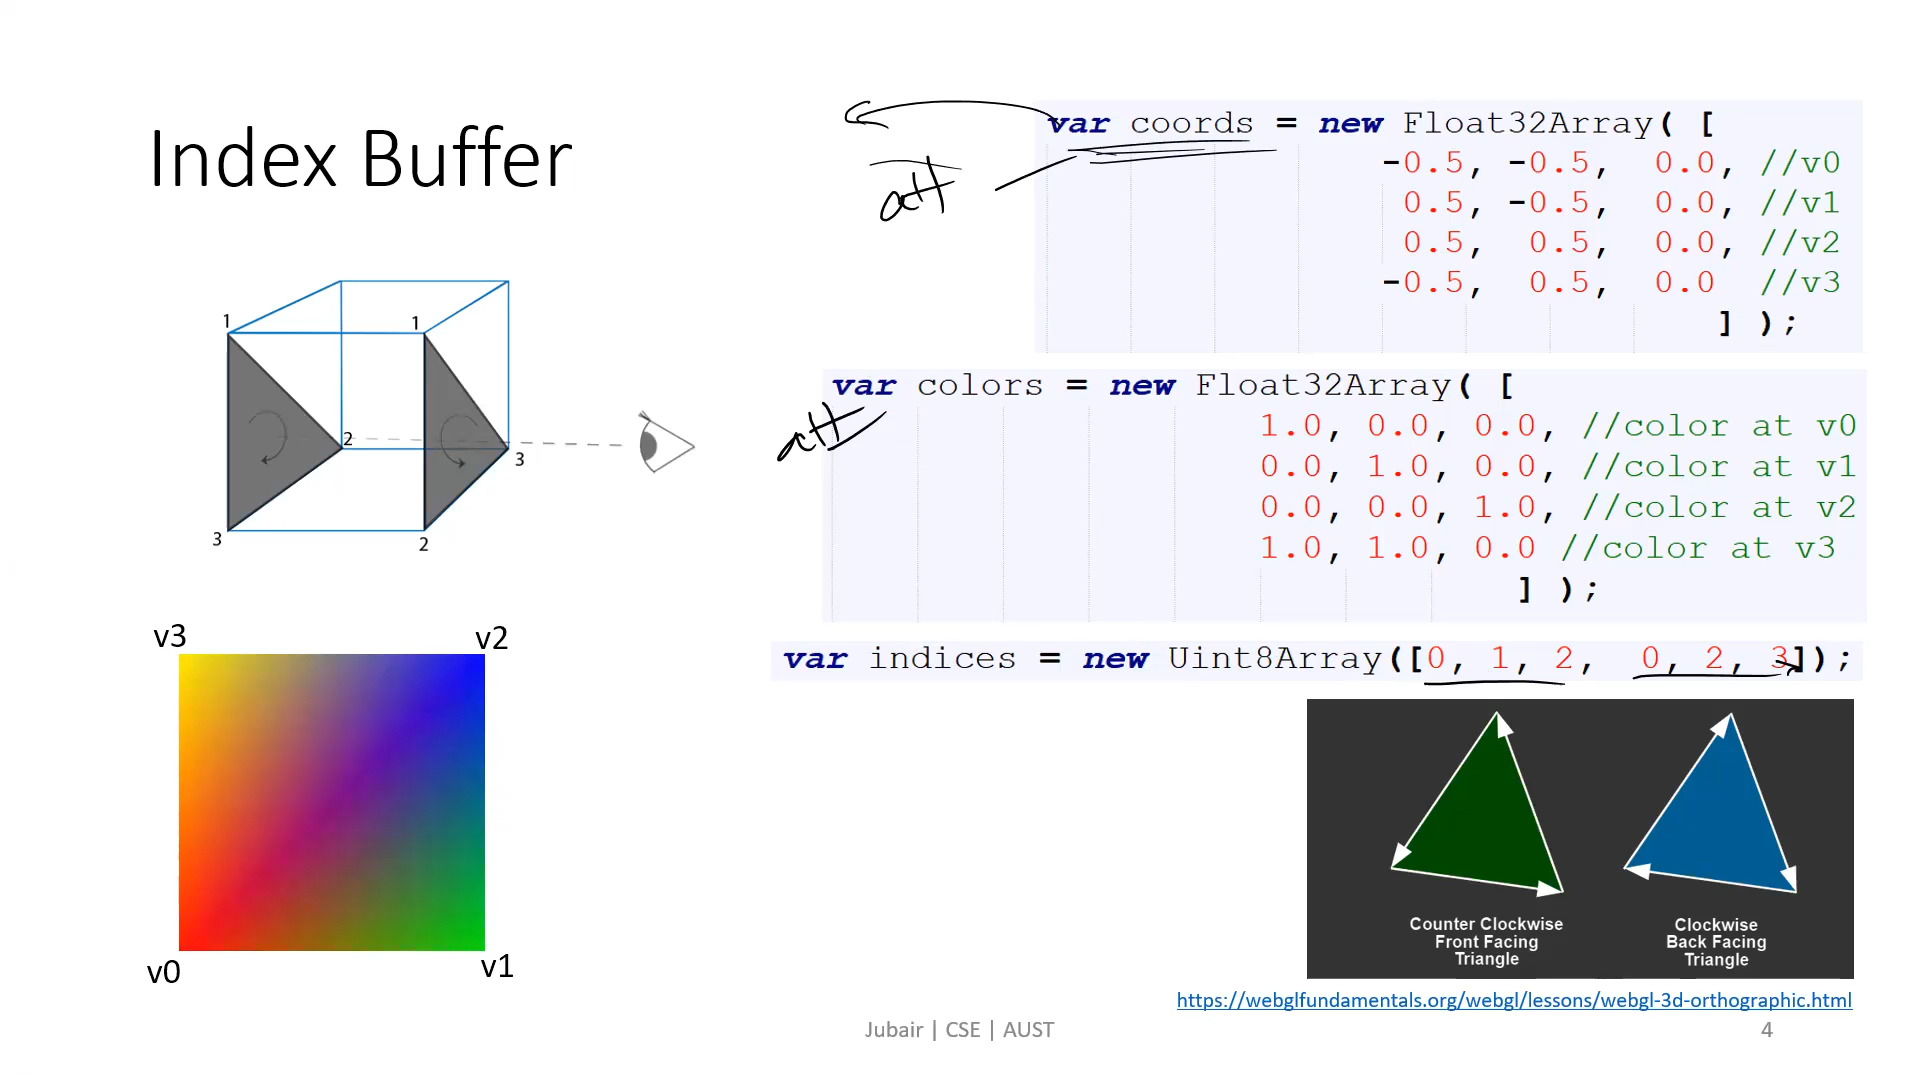 Index Buffer
var coords = new Float32Array( [
-0.5, -0.5, 0.0, //v0
0.5, -0.5, 0.0, //v1
0.5, 0.5, 0.0, //v2
-0.5, 0.5, 0.0 //v3
] );
att
var colors = new Float32Array( [
1.0, 0.0, 0.0, //color at v0
0.0, 1.0, 0.0, //color at v1
0.0, 0.0, 1.0, //color at v2
1.0, 1.0, 0.0 //color at v3
] );
att
var indices = new Uint8Array([0, 1, 2, 0, 2, 3]);
1
1
2
3
3
2
v3
v2
v0
v1
Counter Clockwise
Front Facing
Triangle
Clockwise
Back Facing
Triangle
https://webglfundamentals.org/webgl/lessons/webgl-3d-orthographic.html
Jubair | CSE | AUST
4